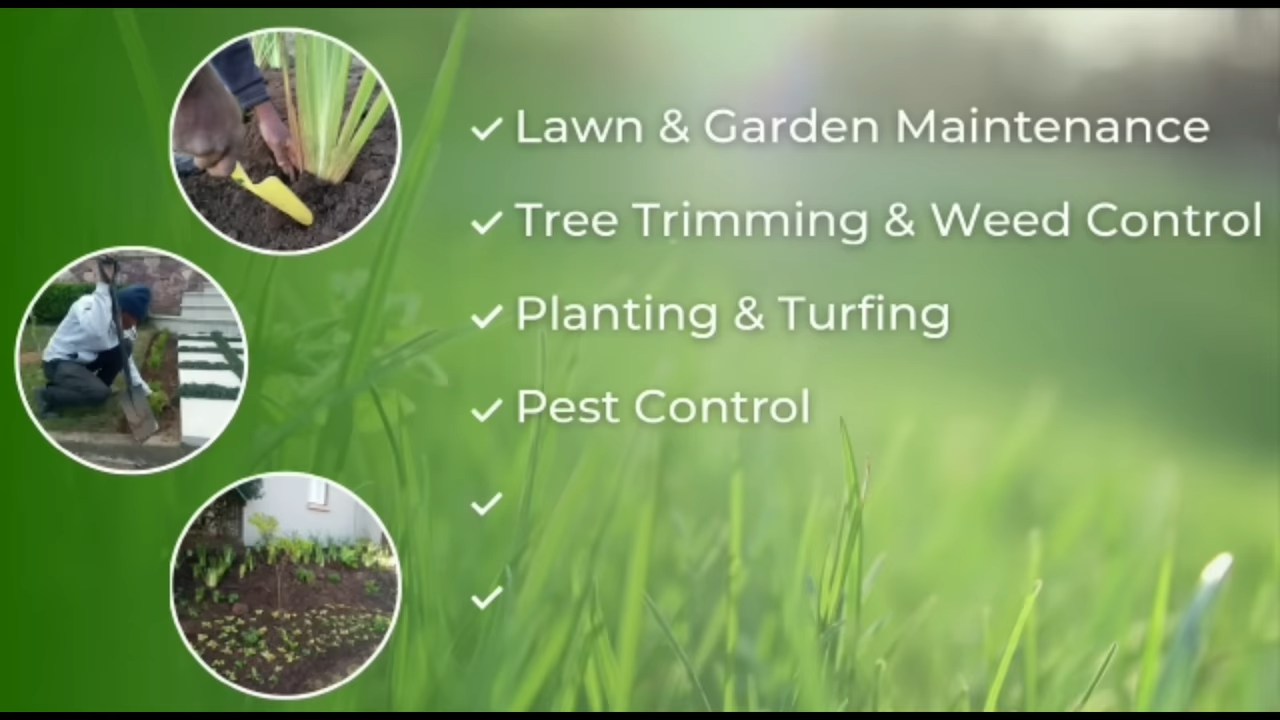 ✓ Lawn & Garden Maintenance
✓ Tree Trimming & Weed Control
✓ Planting & Turfing
✓ Pest Control
✓
✓